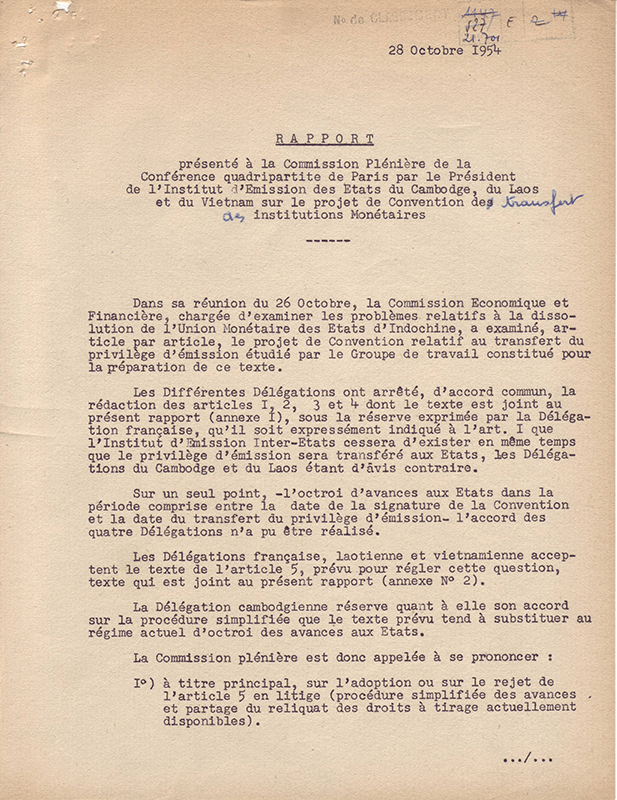 No de CLASSEMENT
527 E
28 Octobre 1954
RAPPORT
présenté à la Commission Plénière de la
Conférence quadripartite de Paris par le Président
de l'Institut d'Emission des Etats du Cambodge, du Laos
et du Vietnam sur le projet de Convention de transfert
des institutions Monétaires
------
Dans sa réunion du 26 Octobre, la Commission Economique et
Financière, chargée d'examiner les problèmes relatifs à la disso-
lution de l'Union Monétaire des Etats d'Indochine, a examiné, ar-
ticle par article, le projet de Convention relatif au transfert du
privilège d'émission étudié par le Groupe de travail constitué pour
la préparation de ce texte.
Les Différentes Délégations ont arrêté, d'accord commun, la
rédaction des articles I, 2, 3 et 4 dont le texte est joint au
présent rapport (annexe I), sous la réserve exprimée par la Déléga-
tion française, qu'il soit expressément indiqué à l'art. I que
l'Institut d'Emission Inter-Etats cessera d'exister en même temps
que le privilège d'émission sera transféré aux Etats, les Déléga-
tions du Cambodge et du Laos étant d'âvis contraire.
Sur un seul point, -l'octroi d'avances aux Etats dans la
période comprise entre la date de la signature de la Convention
et la date du transfert du privilège d'émission- l'accord des
quatre Délégations n'a pu être réalisé.
Les Délégations française, laotienne et vietnamienne accep-
tent le texte de l'article 5, prévu pour régler cette question,
texte qui est joint au présent rapport (annexe N° 2).
La Délégation cambodgienne réserve quant à elle son accord
sur la procédure simplifiée que le texte prévu tend à substituer au
régime actuel d'octroi des avances aux Etats.
La Commission plénière est donc appelée à se prononcer :
I°) à titre principal, sur l'adoption ou sur le rejet de
l'article 5 en litige (procédure simplifiée des avances
et partage du reliquat des droits à tirage actuellement
disponibles).
.../...